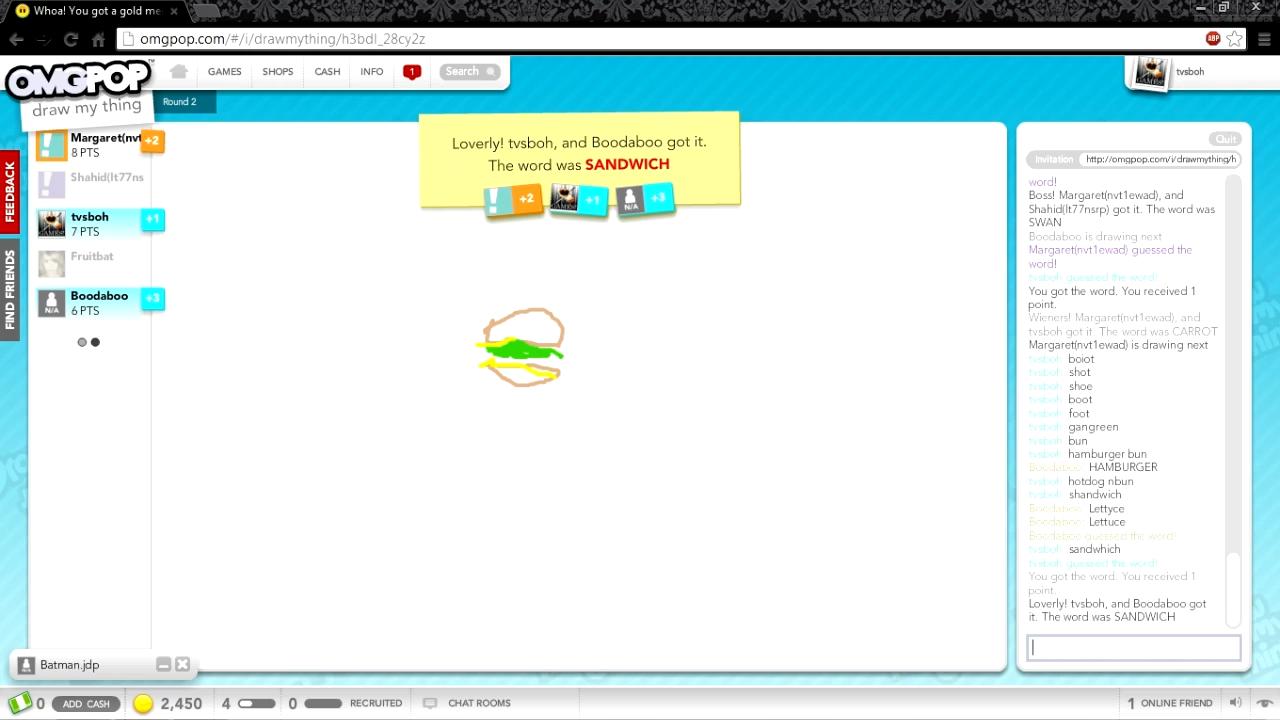 Whoa! You got a gold me
omgpop.com/#/i/drawmything/h3bdl_28cy2z
ABP
OMGPOP
draw my thing
GAMES
SHOPS
CASH
INFO
1
Search
tvsboh
Round 2
FEEDBACK
FIND FRIENDS
Margaret(nvt
8 PTS
+2
Shahid(lt77ns
tvsboh
7 PTS
+1
Fruitbat
N/A
Boodaboo
6 PTS
+3
Loverly! tvsboh, and Boodaboo got it.
The word was SANDWICH
+2
+1
N/A
+3
Quit
Invitation
http://omgpop.com/i/drawmything/h
word!
Boss! Margaret(nvt1ewad), and
Shahid(lt77nsrp) got it. The word was
SWAN
Boodaboo is drawing next
Margaret(nvt1ewad) guessed the
word!
tvsboh guessed the word!
You got the word. You received 1
point.
Wieners! Margaret(nvt1ewad), and
tvsboh got it. The word was CARROT
Margaret(nvt1ewad) is drawing next
tvsboh: boiot
tvsboh: shot
tvsboh: shoe
tvsboh: boot
tvsboh: foot
tvsboh: gangreen
tvsboh: bun
tvsboh: hamburger bun
Boodaboo: HAMBURGER
tvsboh: hotdog nbun
tvsboh: shandwich
Boodaboo: Lettyce
Boodaboo: Lettuce
Boodaboo guessed the word!
tvsboh: sandwhich
tvsboh guessed the word!
You got the word. You received 1
point.
Loverly! tvsboh, and Boodaboo got
it. The word was SANDWICH
Batman.jdp
0
ADD CASH
2,450
4
0
RECRUITED
CHAT ROOMS
1 ONLINE FRIEND